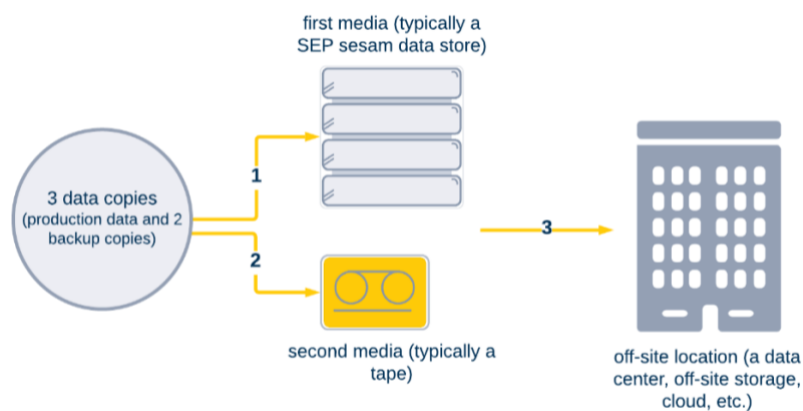 first media (typically a
SEP sesam data store)
1
3 data copies
(production data and 2
backup copies)
3
2
second media (typically a
tape)
off-site location (a data
center, off-site storage,
cloud, etc.)